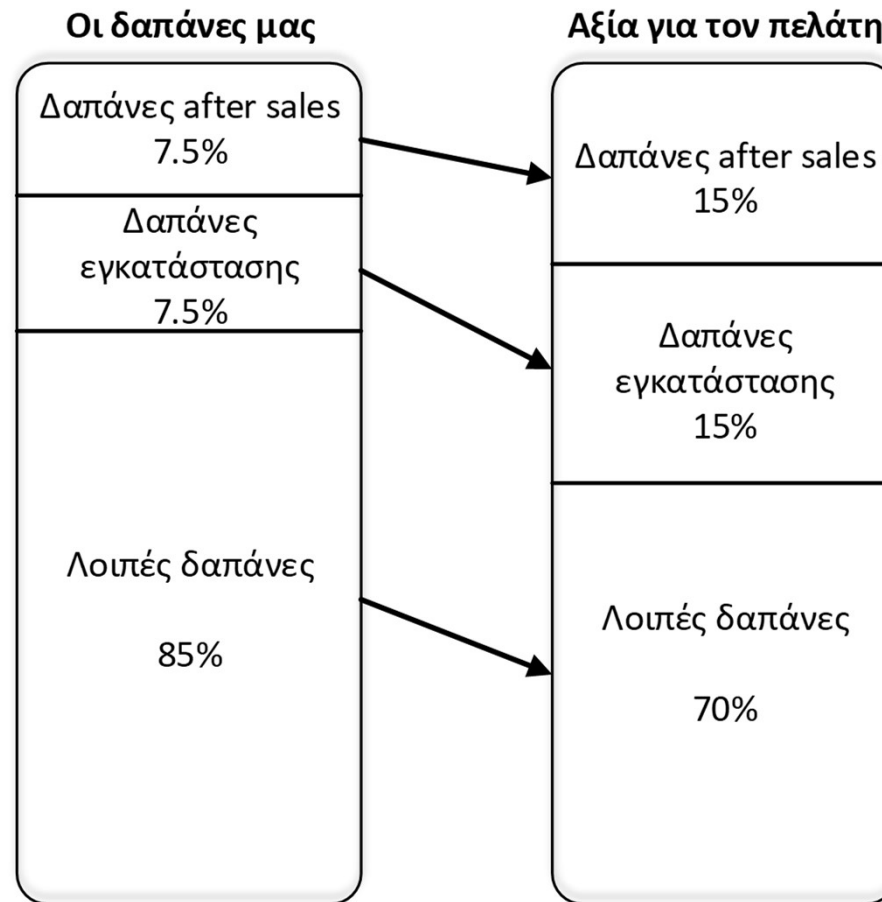 Οι δαπάνες μας
Δαπάνες after sales
7.5%
Δαπάνες
εγκατάστασης
7.5%
Λοιπές δαπάνες
85%
Αξία για τον πελάτη
Δαπάνες after sales
15%
Δαπάνες
εγκατάστασης
15%
Λοιπές δαπάνες
70%